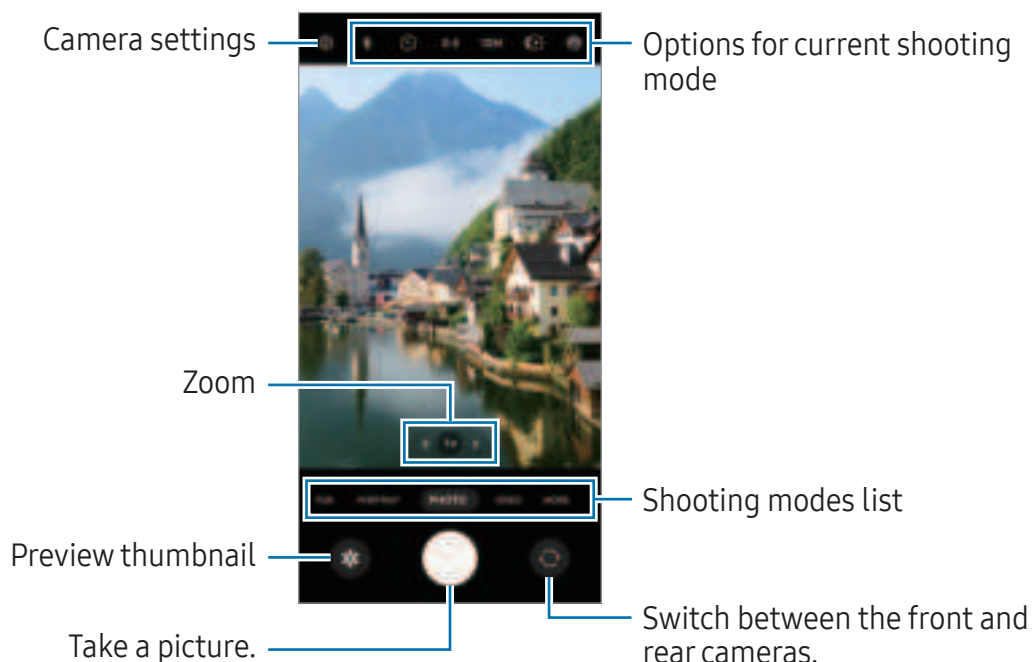 Camera settings
Options for current shooting
mode
Zoom
PHOTO
MORE
Shooting modes list
Preview thumbnail
Take a picture.
Switch between the front and
rear cameras.